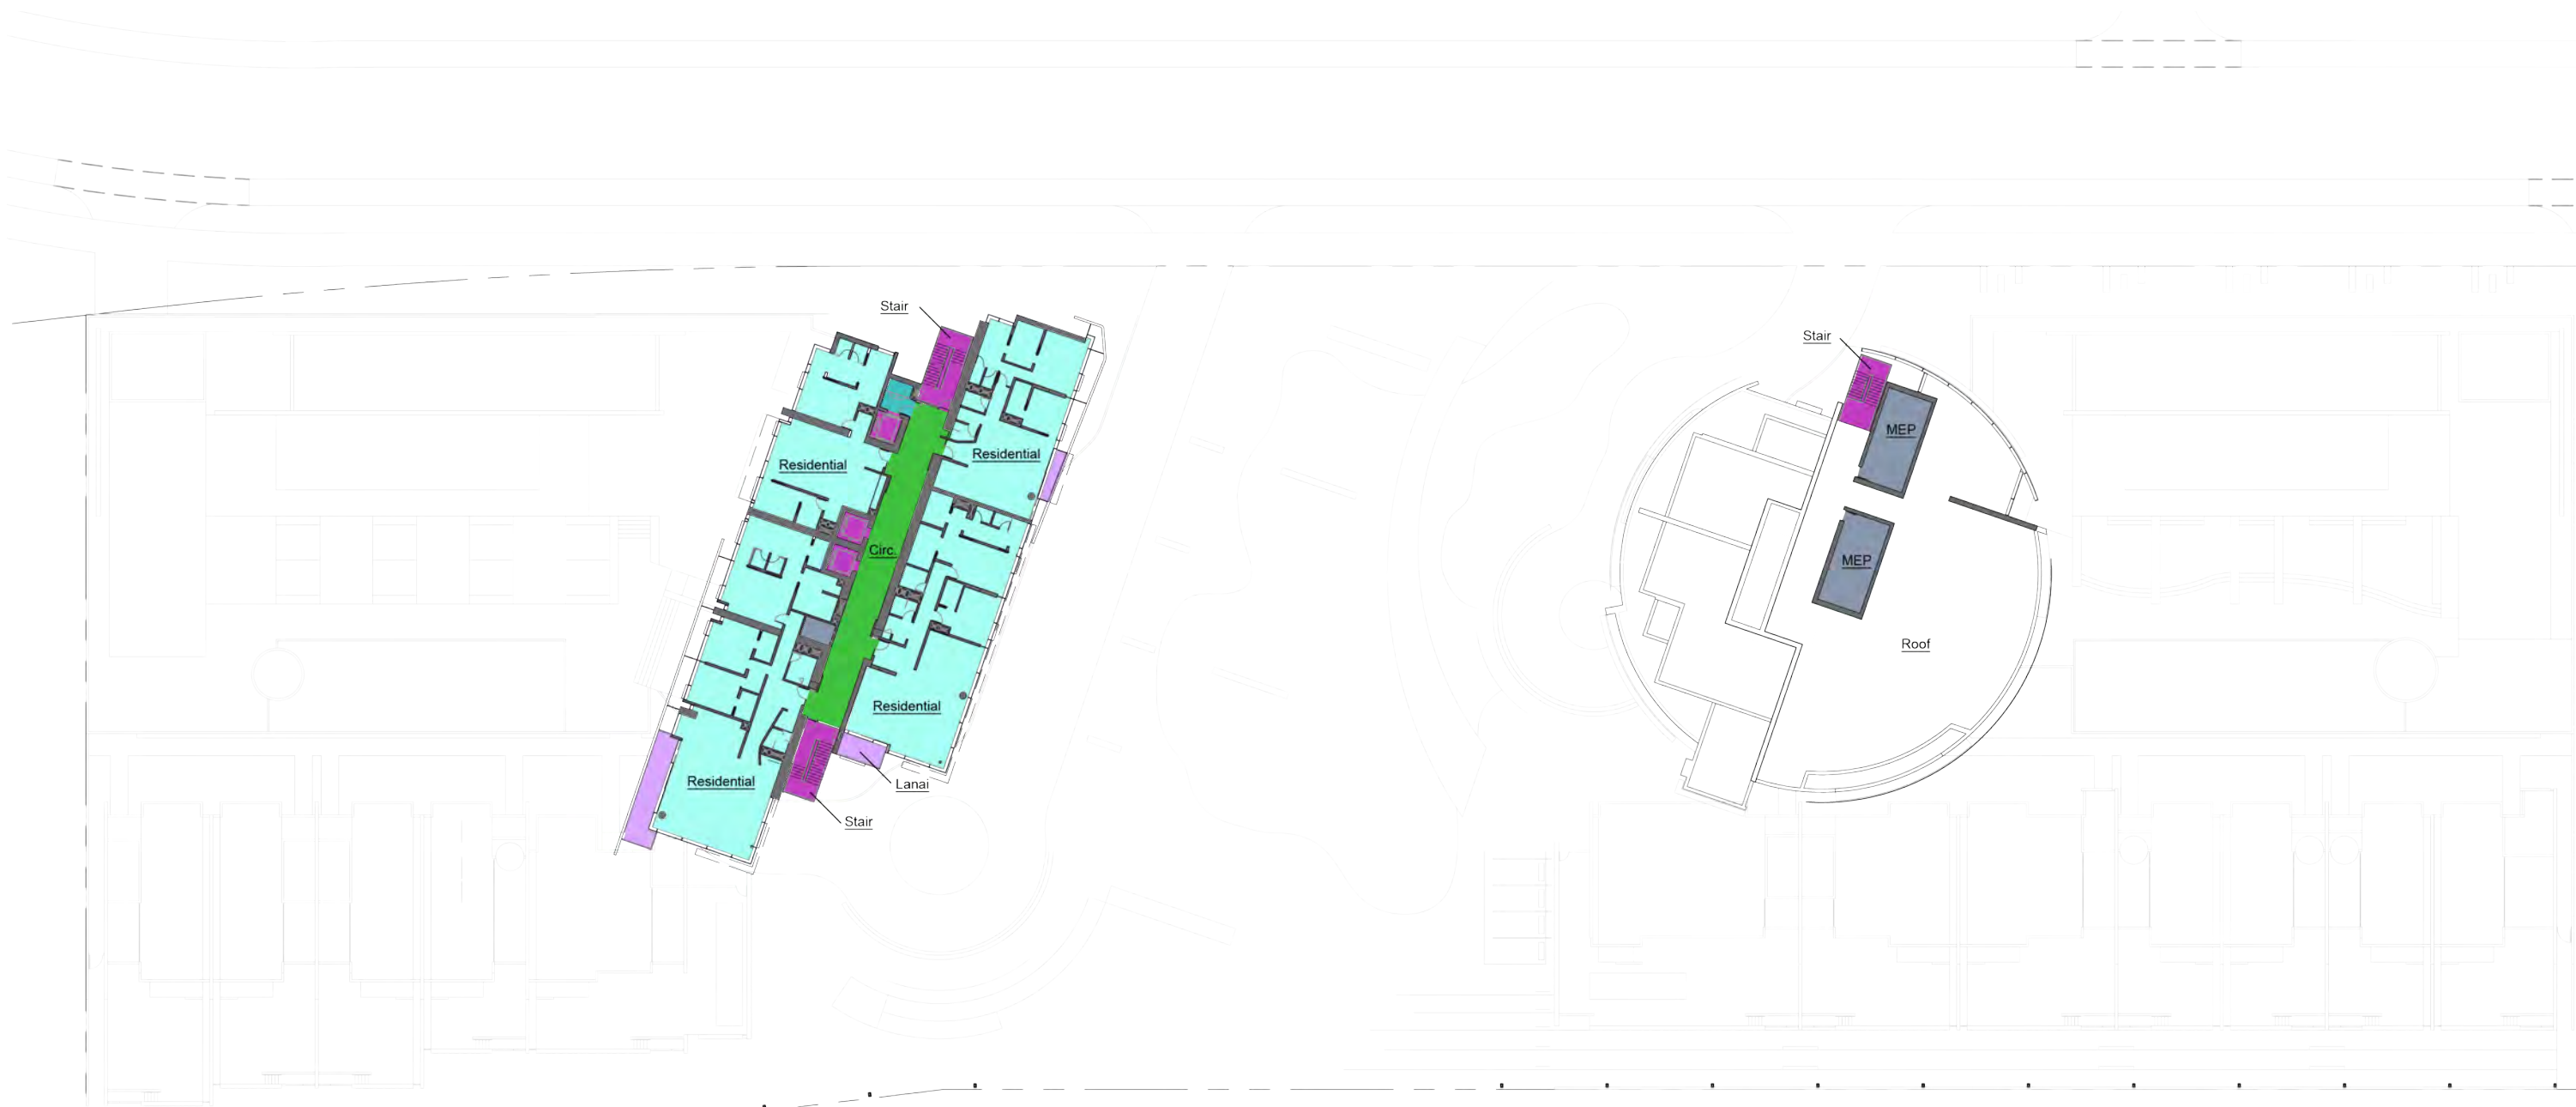 Stair
Residential
Residential
Circ.
Residential
Residential
Lanai
Stair
Stair
MEP
MEP
Roof